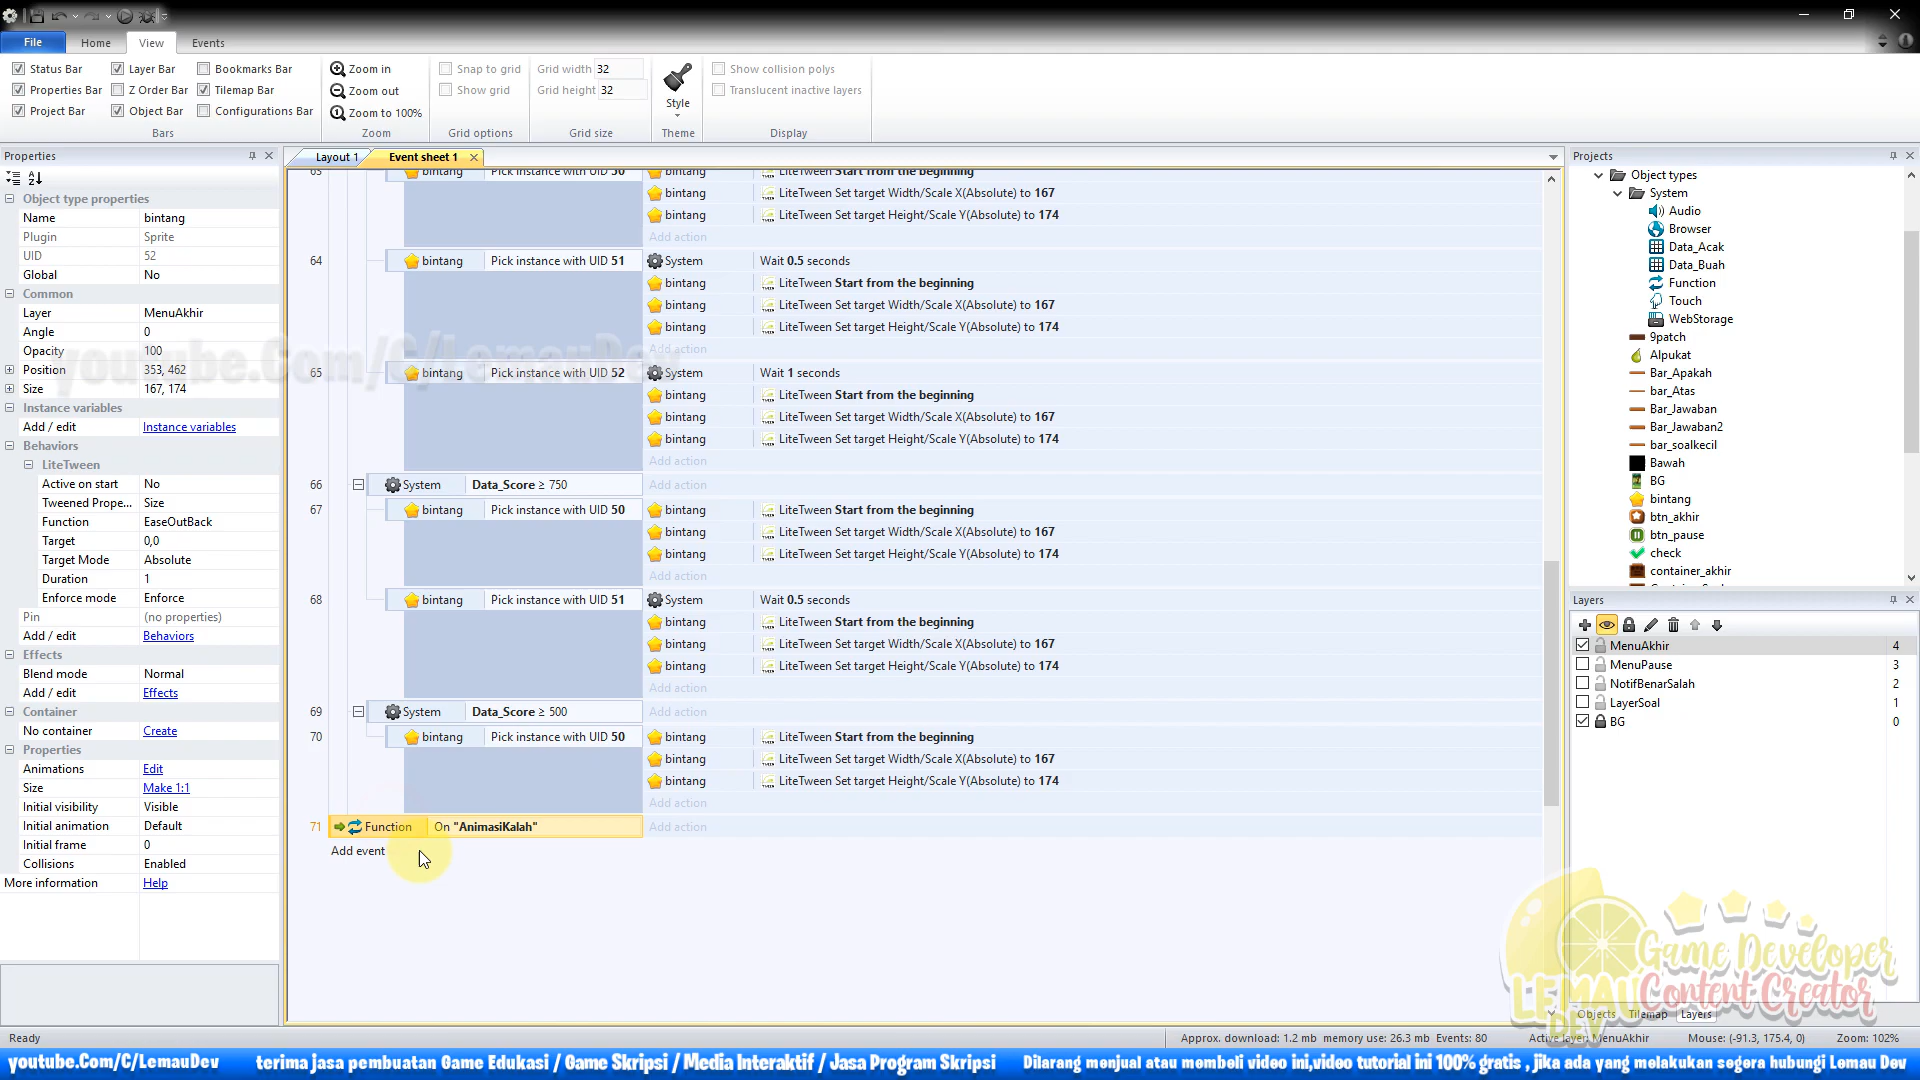 File Home View Events
Status Bar Layer Bar Bookmarks Bar Zoom in Snap to grid Grid width 32 Show collision polys
Properties Bar Z Order Bar Tilemap Bar Zoom out Show grid Grid height 32 Translucent inactive layers
Project Bar Object Bar Configurations Bar Zoom to 100% Style
Bars Zoom Grid options Grid size Theme Display
Properties Layout 1 Event sheet 1 Projects
Object type properties
Name bintang
Plugin Sprite
UID 52
Global No
Common
Layer MenuAkhir
Angle 0
Opacity 100
Position 353, 462
Size 167, 174
Instance variables
Add / edit Instance variables
Behaviors
LiteTween
Active on start No
Tweened Prope... Size
Function EaseOutBack
Target 0,0
Target Mode Absolute
Duration 1
Enforce mode Enforce
Pin (no properties)
Add / edit Behaviors
Effects
Blend mode Normal
Add / edit Effects
Container
No container Create
Properties
Animations Edit
Size Make 1:1
Initial visibility Visible
Initial animation Default
Initial frame 0
Collisions Enabled
More information Help
63 bintang Pick instance with UID 50 bintang LiteTween Start from the beginning
bintang LiteTween Set target Width/Scale X(Absolute) to 167
bintang LiteTween Set target Height/Scale Y(Absolute) to 174
Add action
64 bintang Pick instance with UID 51 System Wait 0.5 seconds
bintang LiteTween Start from the beginning
bintang LiteTween Set target Width/Scale X(Absolute) to 167
bintang LiteTween Set target Height/Scale Y(Absolute) to 174
Add action
youtube.Com/C/LemauDev
65 bintang Pick instance with UID 52 System Wait 1 seconds
bintang LiteTween Start from the beginning
bintang LiteTween Set target Width/Scale X(Absolute) to 167
bintang LiteTween Set target Height/Scale Y(Absolute) to 174
Add action
66 System Data_Score ≥ 750 Add action
67 bintang Pick instance with UID 50 bintang LiteTween Start from the beginning
bintang LiteTween Set target Width/Scale X(Absolute) to 167
bintang LiteTween Set target Height/Scale Y(Absolute) to 174
Add action
68 bintang Pick instance with UID 51 System Wait 0.5 seconds
bintang LiteTween Start from the beginning
bintang LiteTween Set target Width/Scale X(Absolute) to 167
bintang LiteTween Set target Height/Scale Y(Absolute) to 174
Add action
69 System Data_Score ≥ 500 Add action
70 bintang Pick instance with UID 50 bintang LiteTween Start from the beginning
bintang LiteTween Set target Width/Scale X(Absolute) to 167
bintang LiteTween Set target Height/Scale Y(Absolute) to 174
Add action
71 Function On "AnimasiKalah" Add action
Add event
Object types
System
Audio
Browser
Data_Acak
Data_Buah
Function
Touch
WebStorage
9patch
Alpukat
Bar_Apakah
bar_Atas
Bar_Jawaban
Bar_Jawaban2
bar_soalkecil
Bawah
BG
bintang
btn_akhir
btn_pause
check
container_akhir
Layers
MenuAkhir 4
MenuPause 3
NotifBenarSalah 2
LayerSoal 1
BG 0
Game Developer
LEMAU Content Creator
DEV
Objects Tilemap Layers
Ready Approx. download: 1.2 mb memory use: 26.3 mb Events: 80 Active layer: MenuAkhir Mouse: (-91.3, 175.4, 0) Zoom: 102%
youtube.Com/C/LemauDev terima jasa pembuatan Game Edukasi / Game Skripsi / Media Interaktif / Jasa Program Skripsi Dilarang menjual atau membeli video ini,video tutorial ini 100% gratis , jika ada yang melakukan segera hubungi Lemau Dev